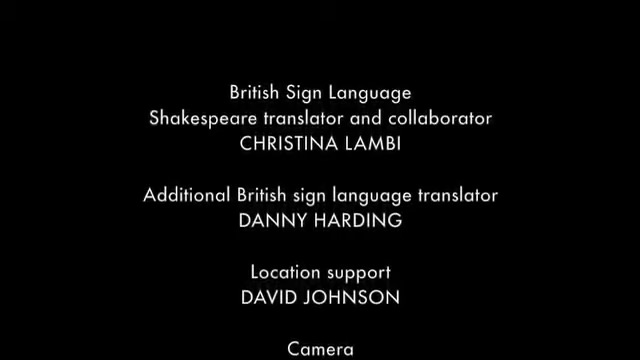 British Sign Language
Shakespeare translator and collaborator
CHRISTINA LAMBI
Additional British sign language translator
DANNY HARDING
Location support
DAVID JOHNSON
Camera